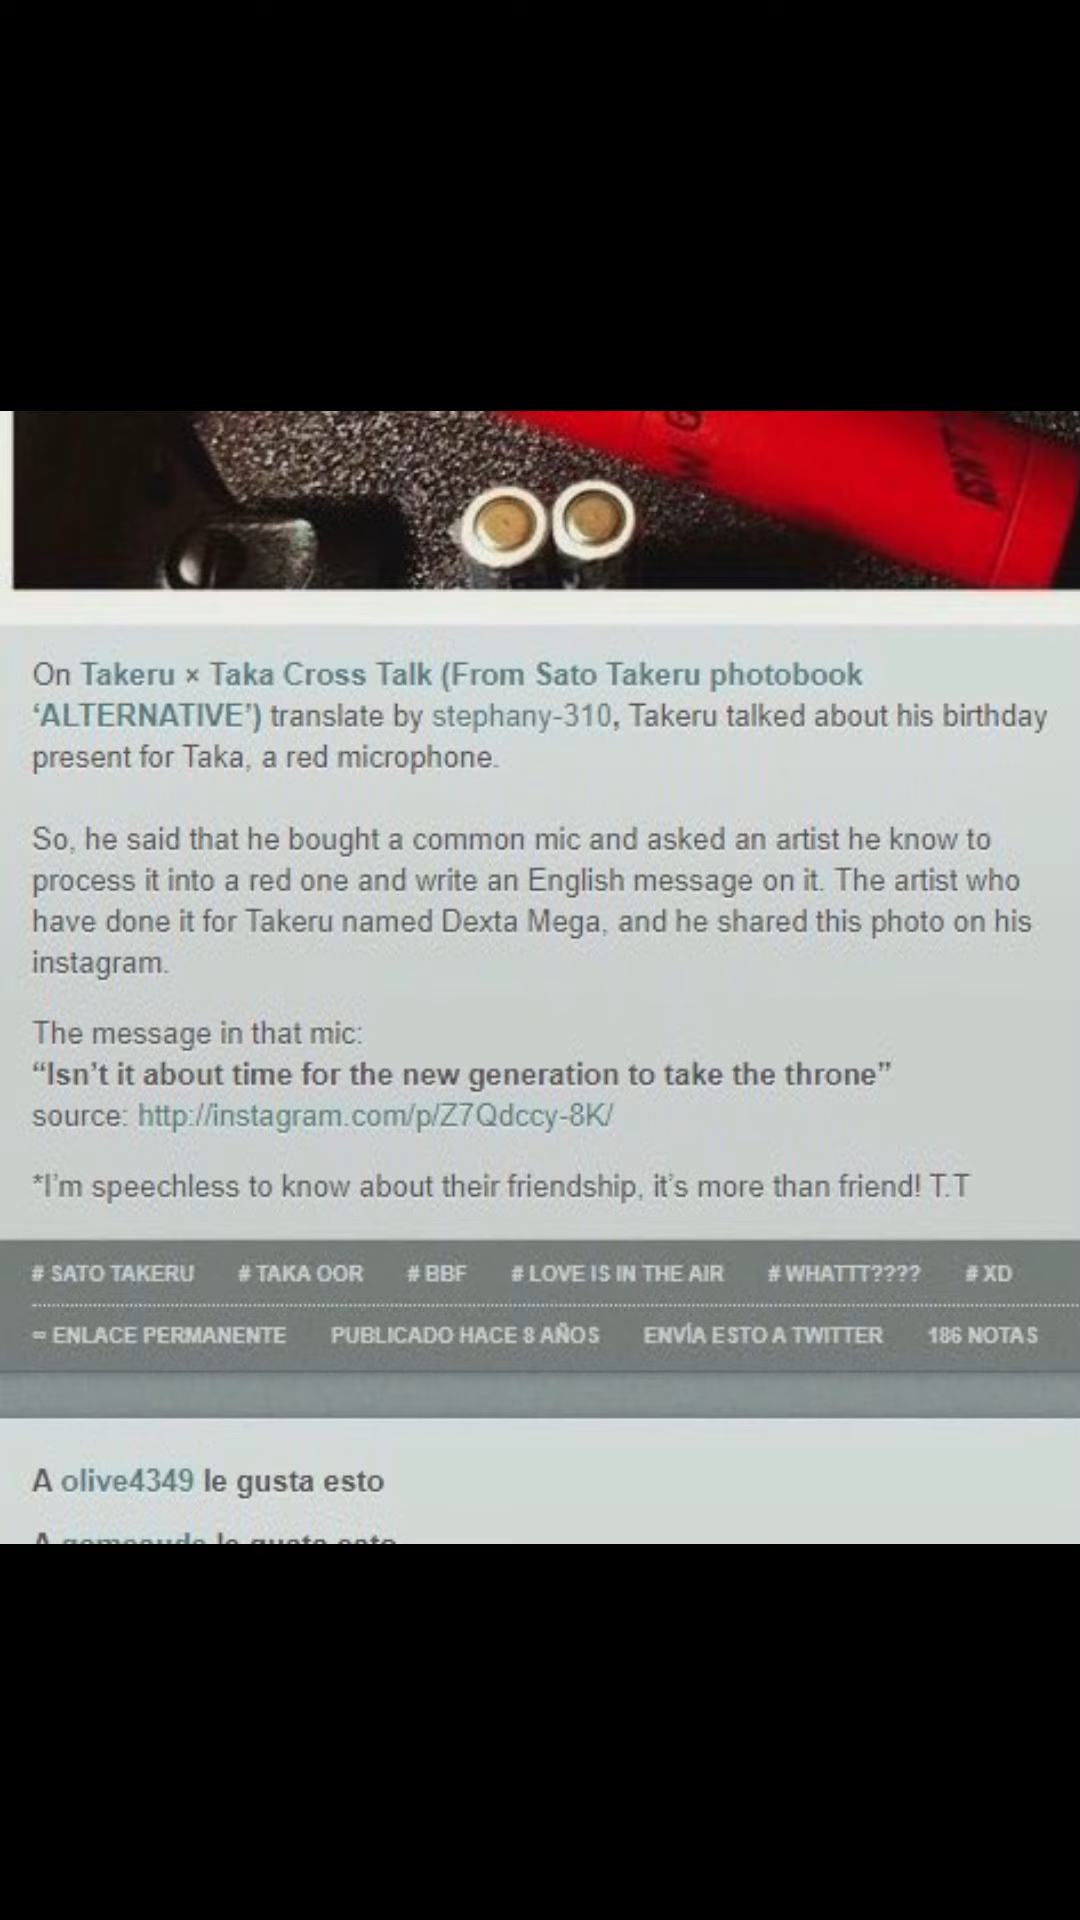 On Takeru × Taka Cross Talk (From Sato Takeru photobook
‘ALTERNATIVE’) translate by stephany-310, Takeru talked about his birthday
present for Taka, a red microphone.
So, he said that he bought a common mic and asked an artist he know to
process it into a red one and write an English message on it. The artist who
have done it for Takeru named Dexta Mega, and he shared this photo on his
instagram.
The message in that mic:
“Isn’t it about time for the new generation to take the throne”
source: http://instagram.com/p/Z7Qdccy-8K/
*I’m speechless to know about their friendship, it’s more than friend! T.T
# SATO TAKERU # TAKA OOR # BBF # LOVE IS IN THE AIR # WHATTT???? # XD
∞ ENLACE PERMANENTE PUBLICADO HACE 8 AÑOS ENVÍA ESTO A TWITTER 186 NOTAS
A olive4349 le gusta esto